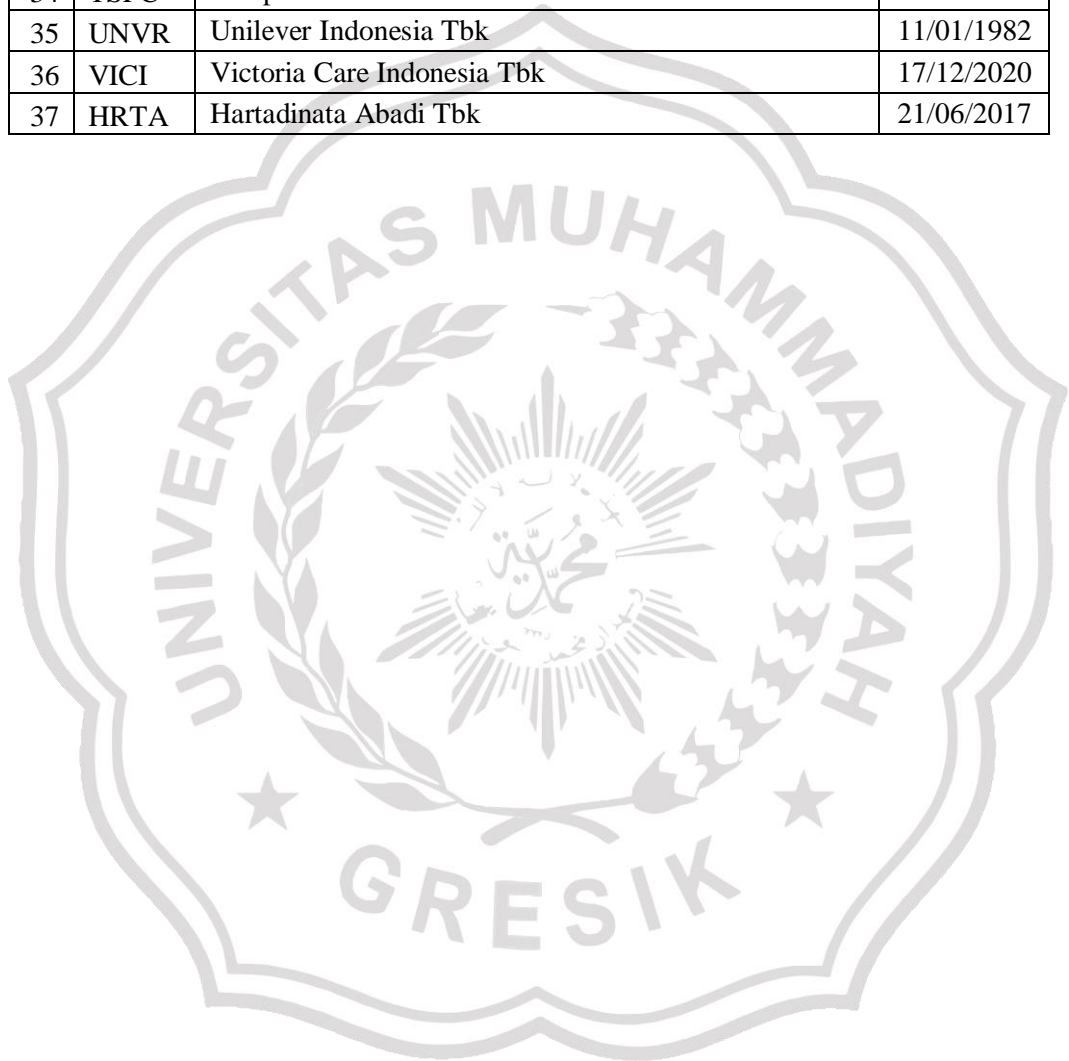 35 UNVR Unilever Indonesia Tbk 11/01/1982
36 VICI Victoria Care Indonesia Tbk 17/12/2020
37 HRTA Hartadinata Abadi Tbk 21/06/2017
UNIVERSITAS MUHAMMADIYAH
محمد
GRESIK